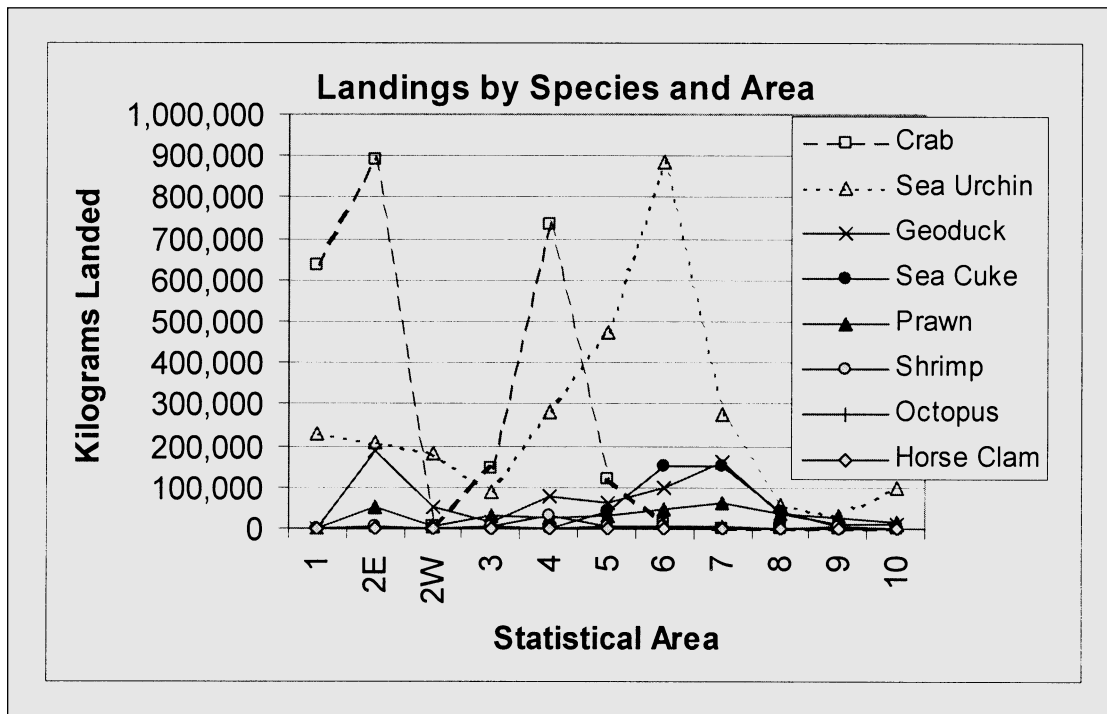 Landings by Species and Area
1,000,000
900,000
800,000
700,000
600,000
500,000
400,000
300,000
200,000
100,000
0
Kilograms Landed
1 2E 2W 3 4 5 6 7 8 9 10
Statistical Area
Crab
Sea Urchin
Geoduck
Sea Cuke
Prawn
Shrimp
Octopus
Horse Clam